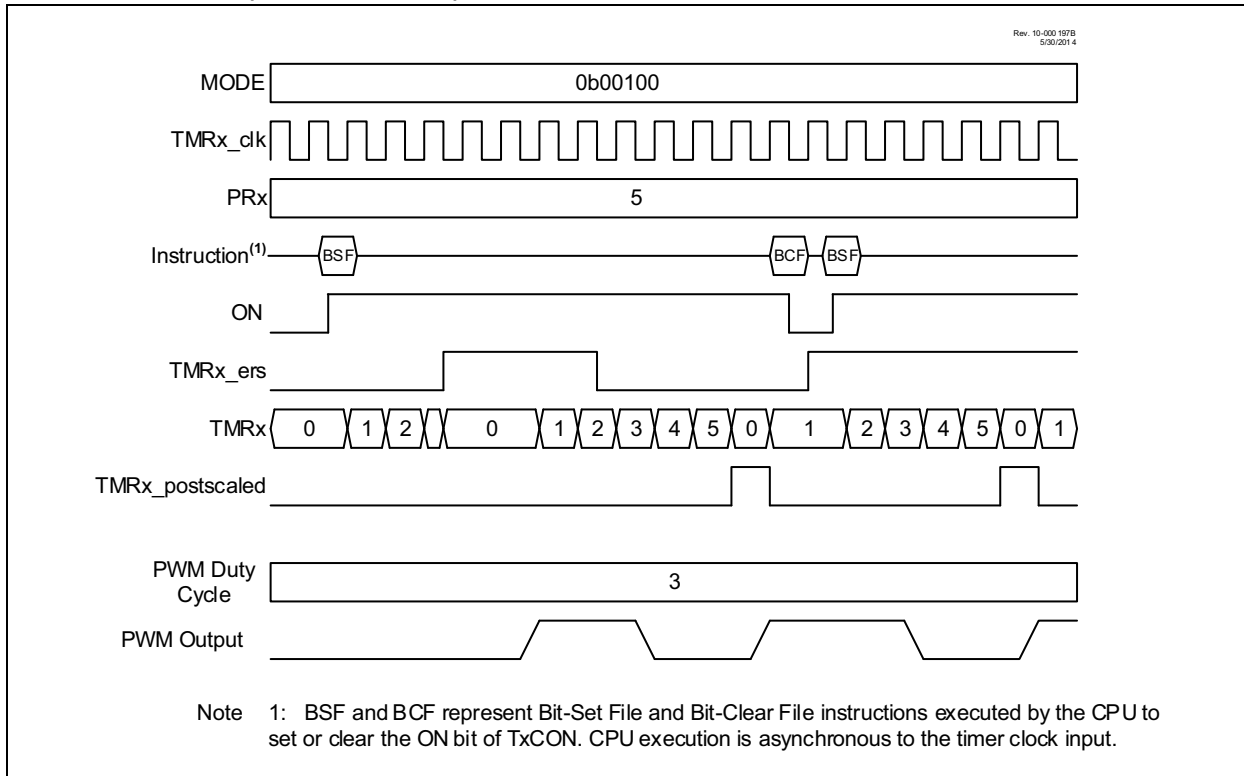 Rev. 10-000 197B
5/30/201 4
MODE
0b00100
TMRx_clk
PRx
5
Instruction(1)
BSF
BCF
BSF
ON
TMRx_ers
TMRx
0
1
2
0
1
2
3
4
5
0
1
2
3
4
5
0
1
TMRx_postscaled
PWM Duty
Cycle
3
PWM Output
Note 1: BSF and BCF represent Bit-Set File and Bit-Clear File instructions executed by the CPU to
set or clear the ON bit of TxCON. CPU execution is asynchronous to the timer clock input.